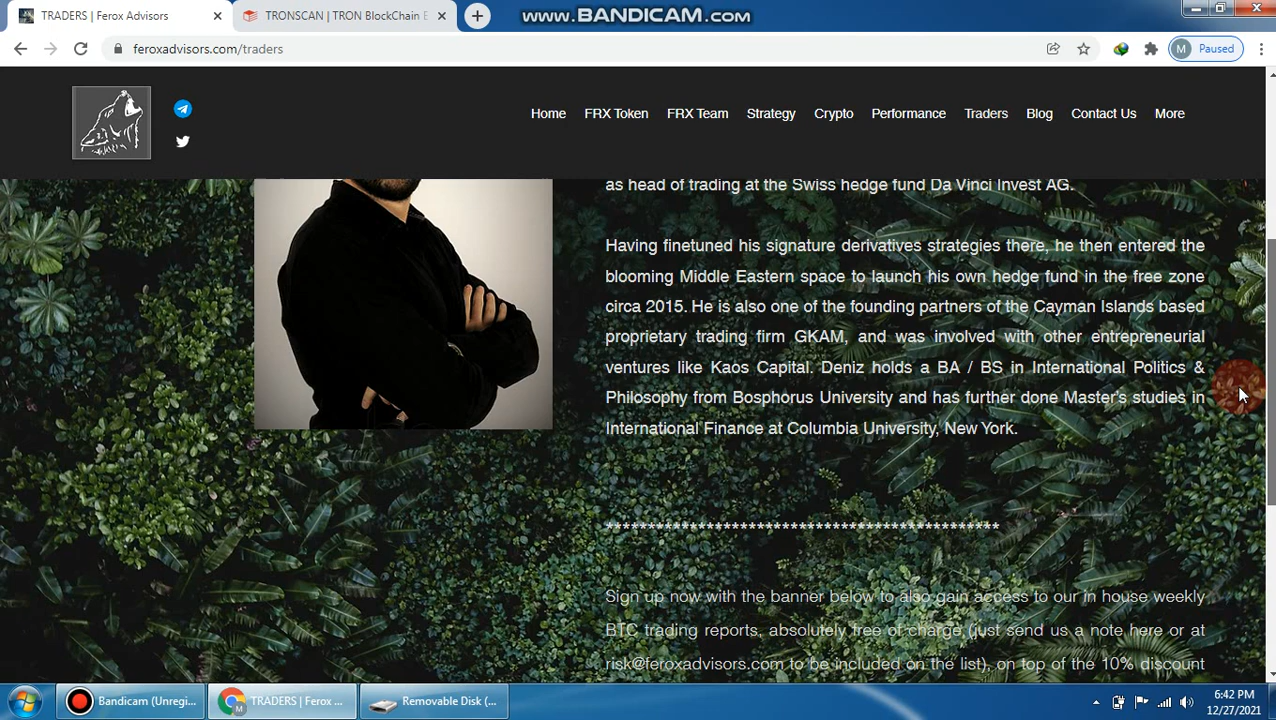 TRADERS | Ferox Advisors
TRONSCAN | TRON BlockChain E
www.BANDICAM.com
feroxadvisors.com/traders
M Paused
Home FRX Token FRX Team Strategy Crypto Performance Traders Blog Contact Us More
as head of trading at the Swiss hedge fund Da Vinci Invest AG.
Having finetuned his signature derivatives strategies there, he then entered the
blooming Middle Eastern space to launch his own hedge fund in the free zone
circa 2015. He is also one of the founding partners of the Cayman Islands based
proprietary trading firm GKAM, and was involved with other entrepreneurial
ventures like Kaos Capital. Deniz holds a BA / BS in International Politics &
Philosophy from Bosphorus University and has further done Master's studies in
International Finance at Columbia University, New York.
***********************************************
Sign up now with the banner below to also gain access to our in house weekly
BTC trading reports, absolutely free of charge (just send us a note here or at
risk@feroxadvisors.com to be included on the list), on top of the 10% discount
Bandicam (Unregi...
M
TRADERS | Ferox ...
Removable Disk (...
6:42 PM
12/27/2021